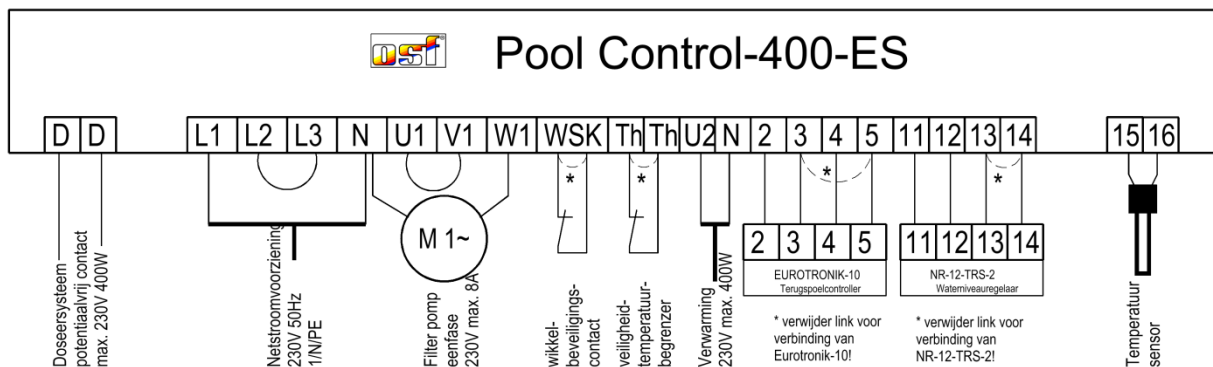 osf Pool Control-400-ES
D D L1 L2 L3 N U1 V1 W1 WSK Th Th U2 N 2 3 4 5 11 12 13 14 15 16
* * * *
M 1~
2 3 4 5 11 12 13 14
EUROTRONIK-10
Terugspoelcontroller
NR-12-TRS-2
Waterniveauregelaar
Doseersysteem
potentiaalvrij contact
max. 230V 400W
Netstroomvoorziening
230V 50Hz
1/N/PE
Filter pomp
eenfase
230V max. 8A
wikkel-
beveiligings-
contact
veiligheid-
temperatuur-
begrenzer
Verwarming
230V max. 400W
* verwijder link voor
verbinding van
Eurotronik-10!
* verwijder link voor
verbinding van
NR-12-TRS-2!
Temperatuur
sensor